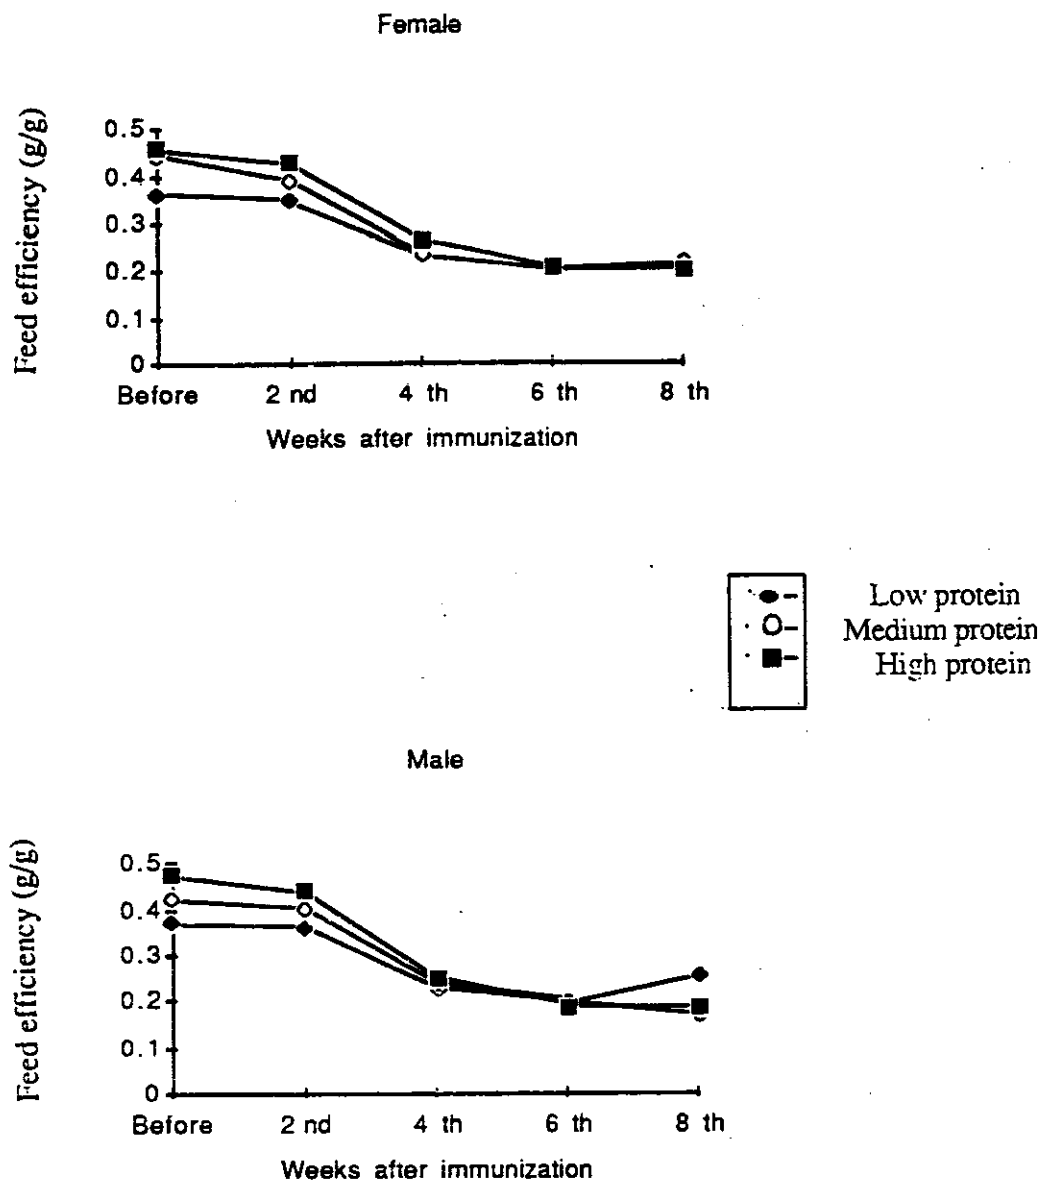 Female
Feed efficiency (g/g)
0.5
0.4
0.3
0.2
0.1
0
Before 2 nd 4 th 6 th 8 th
Weeks after immunization
Low protein
Medium protein
High protein
Male
Feed efficiency (g/g)
0.5
0.4
0.3
0.2
0.1
0
Before 2 nd 4 th 6 th 8 th
Weeks after immunization